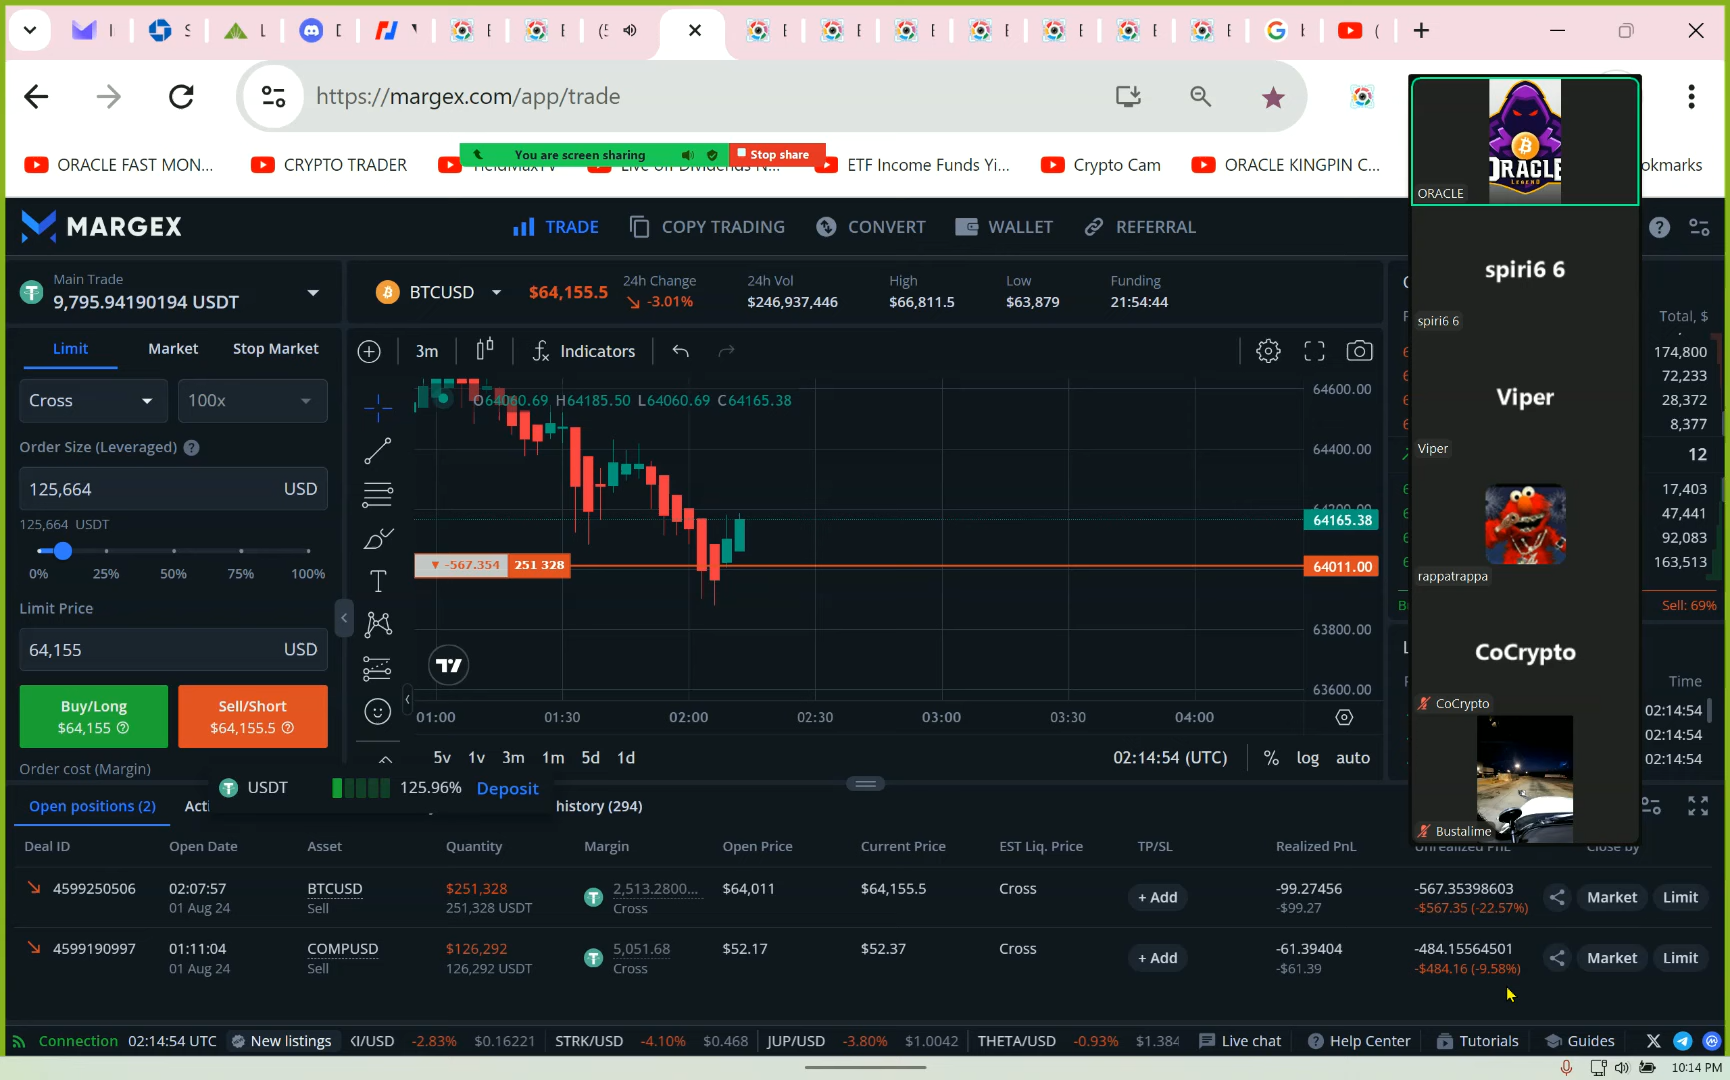 https://margex.com/app/trade
ORACLE FAST MON...
CRYPTO TRADER
You are screen sharing
Stop share
ETF Income Funds Yi...
Crypto Cam
ORACLE KINGPIN C...
okmarks
MARGEX
TRADE
COPY TRADING
CONVERT
WALLET
REFERRAL
ORACLE
LEGEND
ORACLE
Main Trade
9,795.94190194 USDT
BTCUSD
$64,155.5
24h Change
-3.01%
24h Vol
$246,937,446
High
$66,811.5
Low
$63,879
Funding
21:54:44
spiri6 6
spiri6 6
Total, $
174,800
72,233
28,372
8,377
12
17,403
47,441
92,083
163,513
Sell: 69%
Limit
Market
Stop Market
3m
Indicators
Cross
100x
O64060.69 H64185.50 L64060.69 C64165.38
64600.00
64400.00
64165.38
64011.00
63800.00
63600.00
Viper
Viper
Order Size (Leveraged)
125,664
USD
125,664 USDT
0%
25%
50%
75%
100%
-567.354
251 328
rappatrappa
Limit Price
64,155
USD
CoCrypto
CoCrypto
Buy/Long
$64,155
Sell/Short
$64,155.5
01:00
01:30
02:00
02:30
03:00
03:30
04:00
Time
02:14:54
02:14:54
02:14:54
5y
1y
3m
1m
5d
1d
02:14:54 (UTC)
%
log
auto
Order cost (Margin)
USDT
125.96%
Deposit
Bustalime
Open positions (2)
Acti
history (294)
Deal ID
Open Date
Asset
Quantity
Margin
Open Price
Current Price
EST Liq. Price
TP/SL
Realized PnL
Unrealized PnL
Close by
4599250506
02:07:57
01 Aug 24
BTCUSD
Sell
$251,328
251,328 USDT
2,513.2800...
Cross
$64,011
$64,155.5
Cross
+ Add
-99.27456
-$99.27
-567.35398603
-$567.35 (-22.57%)
Market
Limit
4599190997
01:11:04
01 Aug 24
COMPUSD
Sell
$126,292
126,292 USDT
5,051.68
Cross
$52.17
$52.37
Cross
+ Add
-61.39404
-$61.39
-484.15564501
-$484.16 (-9.58%)
Market
Limit
Connection
02:14:54 UTC
New listings
XI/USD
-2.83%
$0.16221
STRK/USD
-4.10%
$0.468
JUP/USD
-3.80%
$1.0042
THETA/USD
-0.93%
$1.384
Live chat
Help Center
Tutorials
Guides
10:14 PM